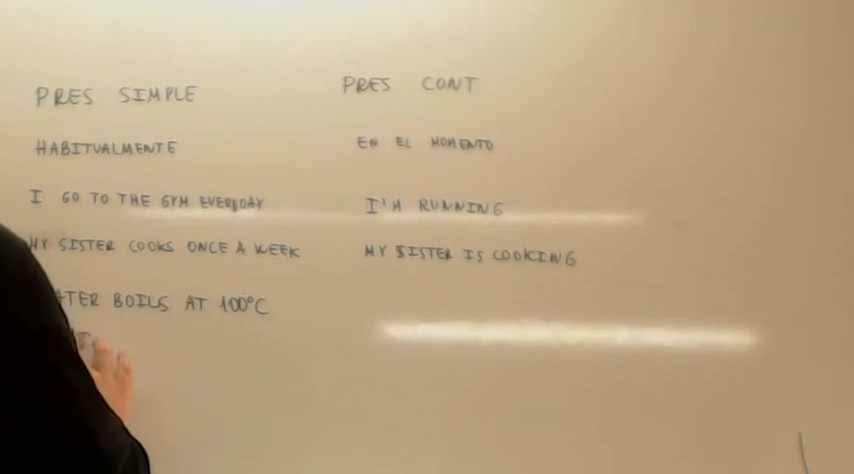 PRES SIMPLE
HABITUALMENTE
I GO TO THE GYM EVERYDAY
MY SISTER COOKS ONCE A WEEK
BOILS AT 100°C
PRES CONT
EN EL MOMENTO
I'M RUNNING
MY SISTER IS COOKING